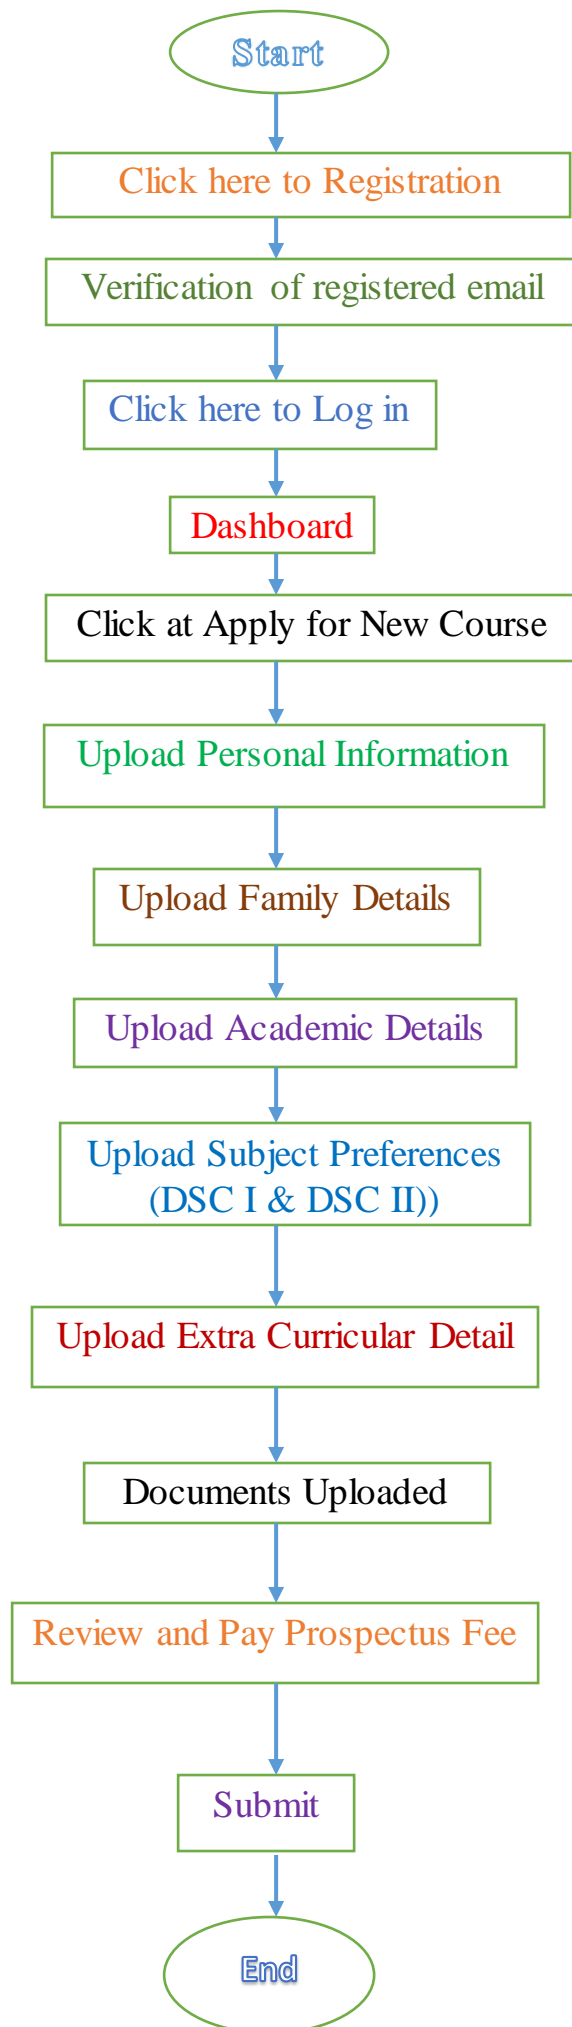 Start
Click here to Registration
Verification of registered email
Click here to Log in
Dashboard
Click at Apply for New Course
Upload Personal Information
Upload Family Details
Upload Academic Details
Upload Subject Preferences
(DSC I & DSC II))
Upload Extra Curricular Detail
Documents Uploaded
Review and Pay Prospectus Fee
Submit
End